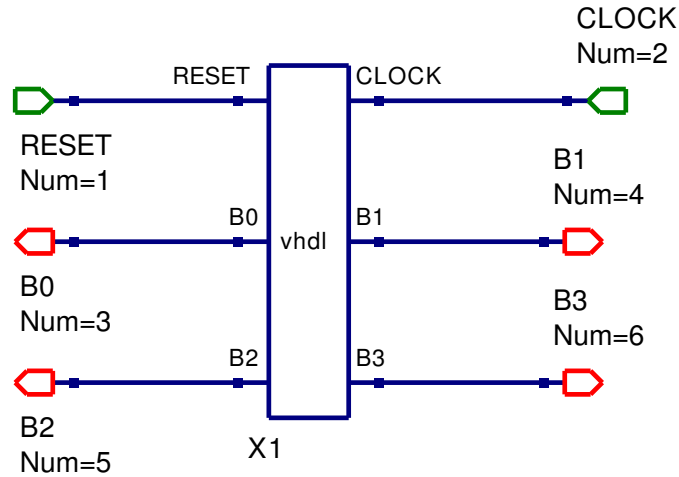 CLOCK
Num=2
RESET
CLOCK
RESET
Num=1
B1
Num=4
B0
vhdl
B1
B0
Num=3
B3
Num=6
B2
B3
B2
Num=5
X1